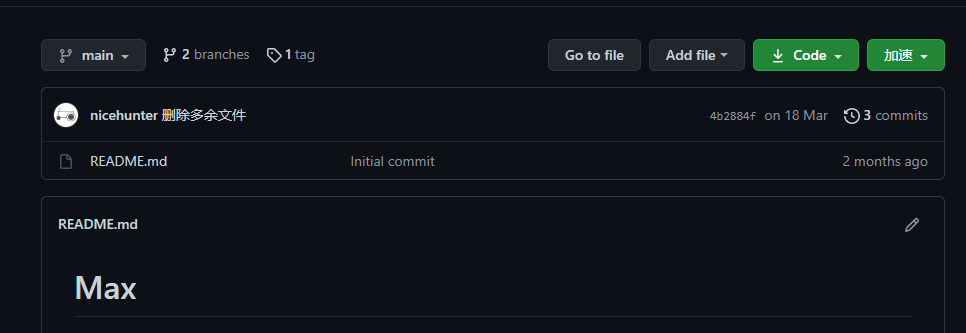 main 2 branches 1 tag Go to file Add file Code 加速
nicehunter 删除多余文件 4b2884f on 18 Mar 3 commits
README.md Initial commit 2 months ago
README.md
Max